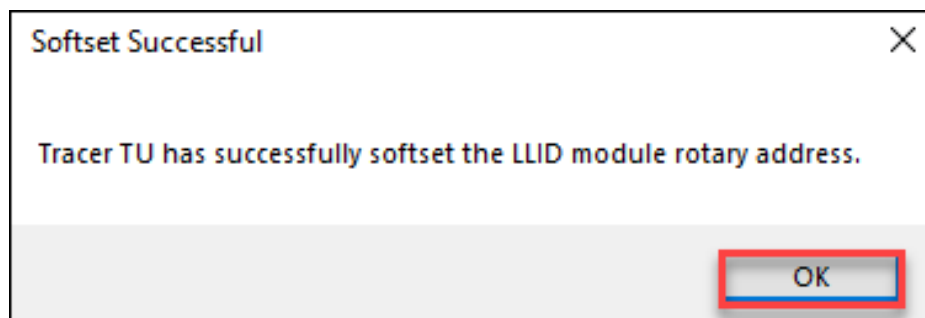 Softset Successful
Tracer TU has successfully softset the LLID module rotary address.
OK